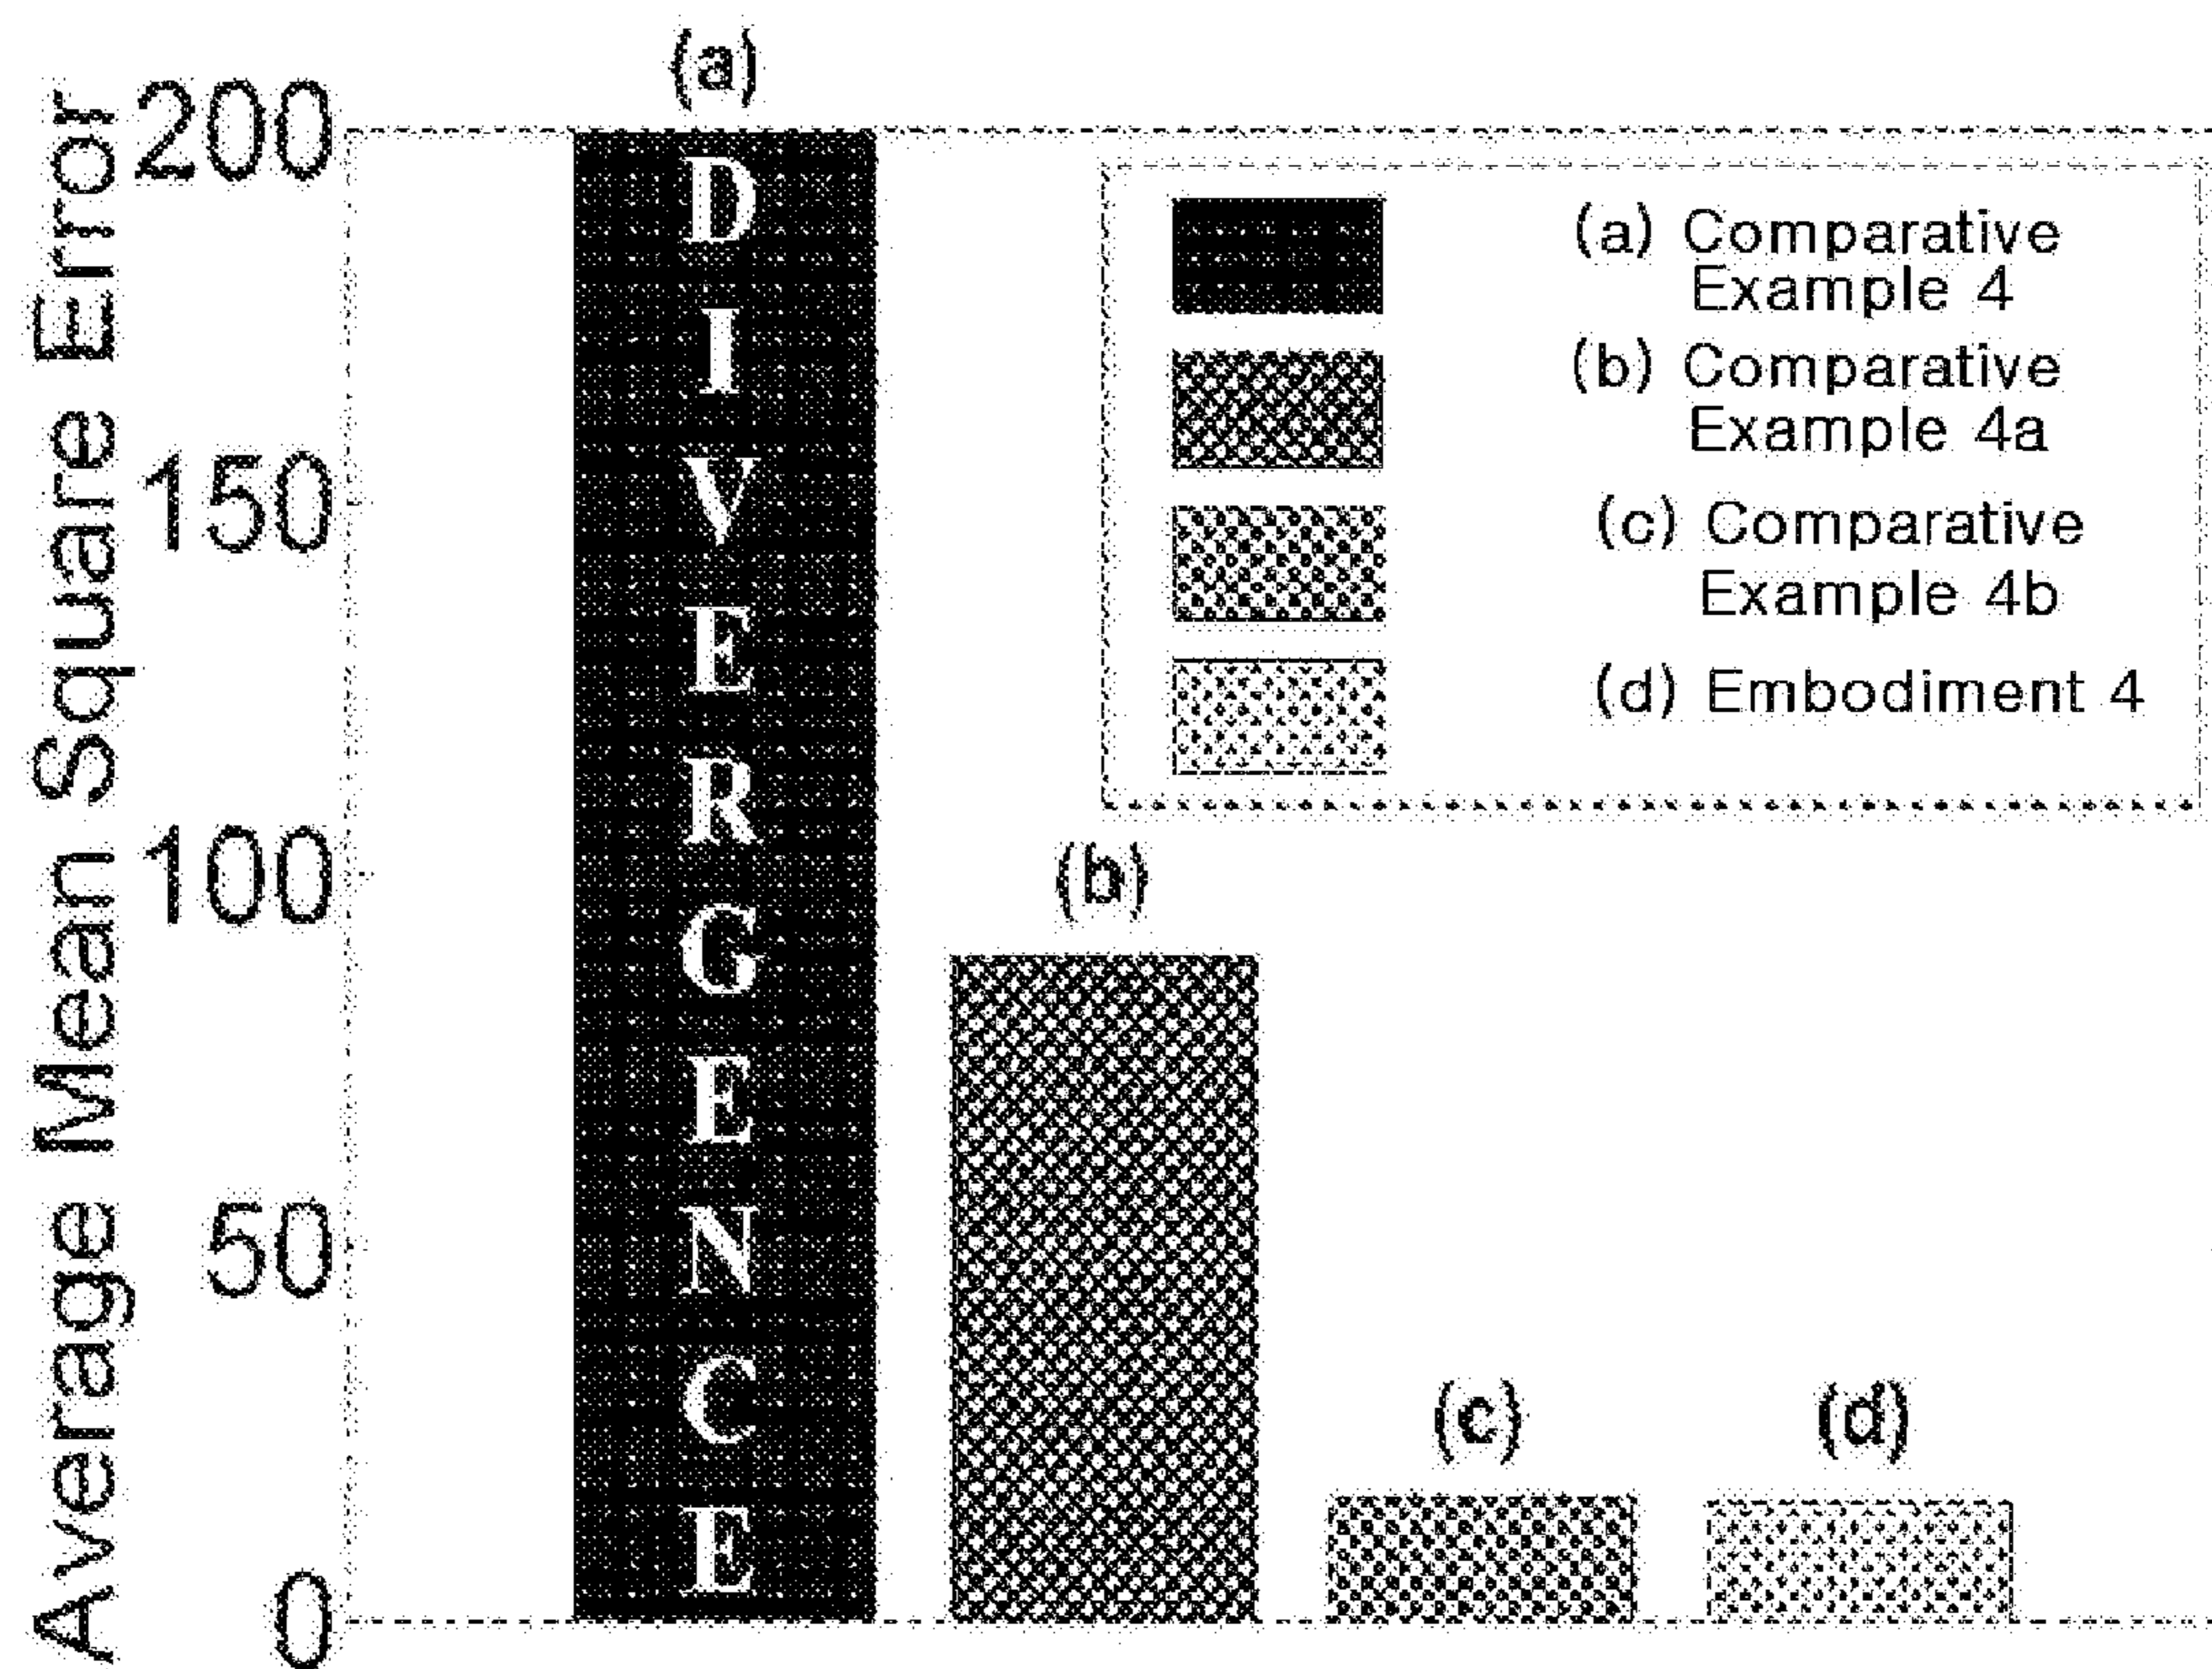 (a)
Average Mean Square Error
200
150
100
50
0
DIVERGENCE
(a) Comparative
Example 4
(b) Comparative
Example 4a
(c) Comparative
Example 4b
(d) Embodiment 4
(b)
(c)
(d)